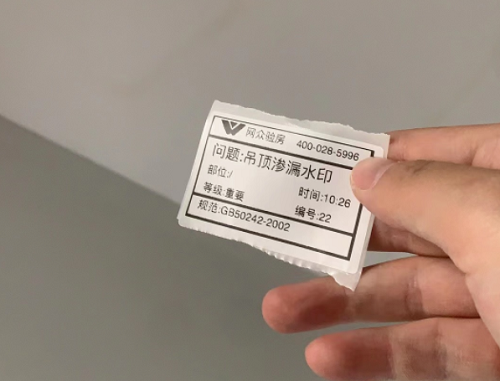 网众验房 400-028-5996
问题:吊顶渗漏水印
部位:/
等级:重要 时间:10:26
规范:GB50242-2002 编号:22